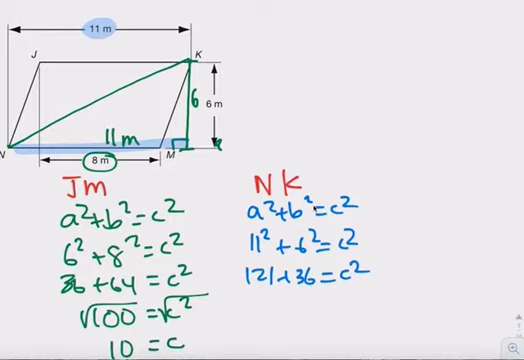 11 m
J
K
6
6 m
11 m
N
8 m
M
Jm
NK
a²+b²=c²
a²+b²=c²
6²+8²=c²
11²+6²=c²
36+64=c²
121+36=c²
√100=√c²
10=c